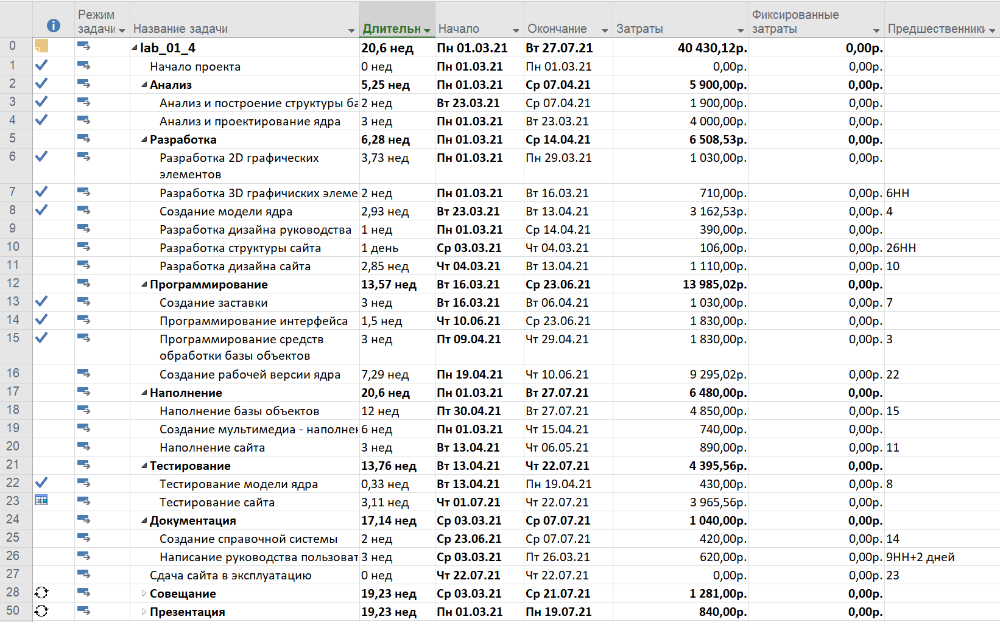 Режим задачи Название задачи Длительн Начало Окончание Затраты Фиксированные затраты Предшественники
0 lab_01_4 20,6 нед Пн 01.03.21 Вт 27.07.21 40 430,12р. 0,00р.
1 Начало проекта 0 нед Пн 01.03.21 Пн 01.03.21 0,00р. 0,00р.
2 Анализ 5,25 нед Пн 01.03.21 Ср 07.04.21 5 900,00р. 0,00р.
3 Анализ и построение структуры ба 2 нед Вт 23.03.21 Ср 07.04.21 1 900,00р. 0,00р.
4 Анализ и проектирование ядра 3 нед Пн 01.03.21 Вт 23.03.21 4 000,00р. 0,00р.
5 Разработка 6,28 нед Пн 01.03.21 Ср 14.04.21 6 508,53р. 0,00р.
6 Разработка 2D графических элементов 3,73 нед Пн 01.03.21 Пн 29.03.21 1 030,00р. 0,00р.
7 Разработка 3D графичиских элеме 2 нед Пн 01.03.21 Вт 16.03.21 710,00р. 0,00р. 6НН
8 Создание модели ядра 2,93 нед Вт 23.03.21 Вт 13.04.21 3 162,53р. 0,00р. 4
9 Разработка дизайна руководства 1 нед Пн 01.03.21 Ср 14.04.21 390,00р. 0,00р.
10 Разработка структуры сайта 1 день Ср 03.03.21 Чт 04.03.21 106,00р. 0,00р. 26НН
11 Разработка дизайна сайта 2,85 нед Чт 04.03.21 Вт 13.04.21 1 110,00р. 0,00р. 10
12 Программирование 13,57 нед Вт 16.03.21 Ср 23.06.21 13 985,02р. 0,00р.
13 Создание заставки 3 нед Вт 16.03.21 Вт 06.04.21 1 030,00р. 0,00р. 7
14 Программирование интерфейса 1,5 нед Чт 10.06.21 Ср 23.06.21 1 830,00р. 0,00р.
15 Программирование средств обработки базы объектов 3 нед Пт 09.04.21 Чт 29.04.21 1 830,00р. 0,00р. 3
16 Создание рабочей версии ядра 7,29 нед Пн 19.04.21 Чт 10.06.21 9 295,02р. 0,00р. 22
17 Наполнение 20,6 нед Пн 01.03.21 Вт 27.07.21 6 480,00р. 0,00р.
18 Наполнение базы объектов 12 нед Пт 30.04.21 Вт 27.07.21 4 850,00р. 0,00р. 15
19 Создание мультимедиа - наполнен 6 нед Пн 01.03.21 Чт 15.04.21 740,00р. 0,00р.
20 Наполнение сайта 3 нед Вт 13.04.21 Чт 06.05.21 890,00р. 0,00р. 11
21 Тестирование 13,76 нед Вт 13.04.21 Чт 22.07.21 4 395,56р. 0,00р.
22 Тестирование модели ядра 0,33 нед Вт 13.04.21 Пн 19.04.21 430,00р. 0,00р. 8
23 Тестирование сайта 3,11 нед Чт 01.07.21 Чт 22.07.21 3 965,56р. 0,00р.
24 Документация 17,14 нед Ср 03.03.21 Ср 07.07.21 1 040,00р. 0,00р.
25 Создание справочной системы 2 нед Ср 23.06.21 Ср 07.07.21 420,00р. 0,00р. 14
26 Написание руководства пользоват 3 нед Ср 03.03.21 Пт 26.03.21 620,00р. 0,00р. 9НН+2 дней
27 Сдача сайта в эксплуатацию 0 нед Чт 22.07.21 Чт 22.07.21 0,00р. 0,00р. 23
28 Совещание 19,23 нед Ср 03.03.21 Ср 21.07.21 1 281,00р. 0,00р.
50 Презентация 19,23 нед Пн 01.03.21 Пн 19.07.21 840,00р. 0,00р.